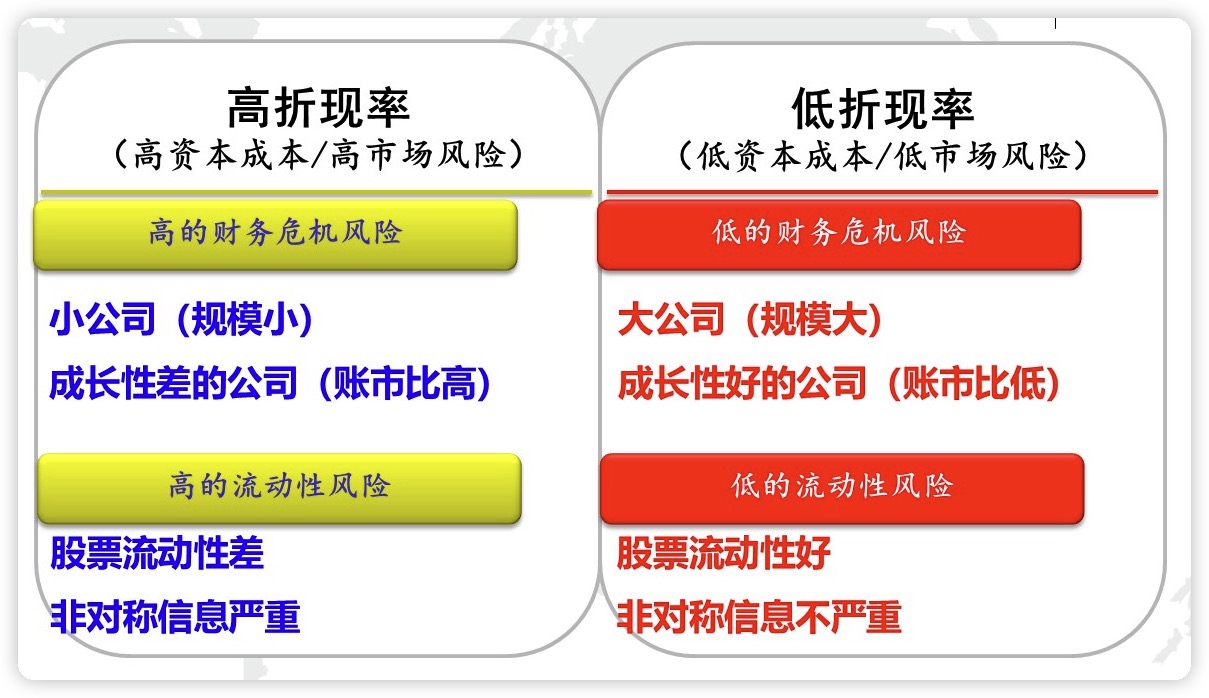 高折现率
（高资本成本/高市场风险）
高的财务危机风险
小公司（规模小）
成长性差的公司（账市比高）
高的流动性风险
股票流动性差
非对称信息严重
低折现率
（低资本成本/低市场风险）
低的财务危机风险
大公司（规模大）
成长性好的公司（账市比低）
低的流动性风险
股票流动性好
非对称信息不严重